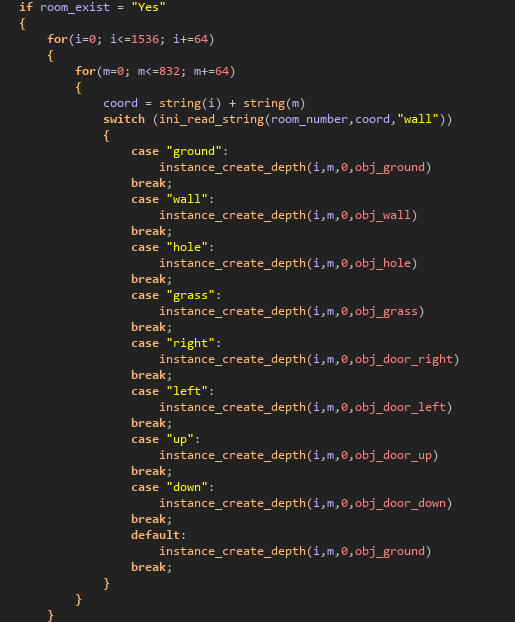 if room_exist = "Yes"
{
    for(i=0; i<=1536; i+=64)
    {
        for(m=0; m<=832; m+=64)
        {
            coord = string(i) + string(m)
            switch (ini_read_string(room_number,coord,"wall"))
            {
                case "ground":
                    instance_create_depth(i,m,0,obj_ground)
                break;
                case "wall":
                    instance_create_depth(i,m,0,obj_wall)
                break;
                case "hole":
                    instance_create_depth(i,m,0,obj_hole)
                break;
                case "grass":
                    instance_create_depth(i,m,0,obj_grass)
                break;
                case "right":
                    instance_create_depth(i,m,0,obj_door_right)
                break;
                case "left":
                    instance_create_depth(i,m,0,obj_door_left)
                break;
                case "up":
                    instance_create_depth(i,m,0,obj_door_up)
                break;
                case "down":
                    instance_create_depth(i,m,0,obj_door_down)
                break;
                default:
                    instance_create_depth(i,m,0,obj_ground)
                break;
            }
        }
    }